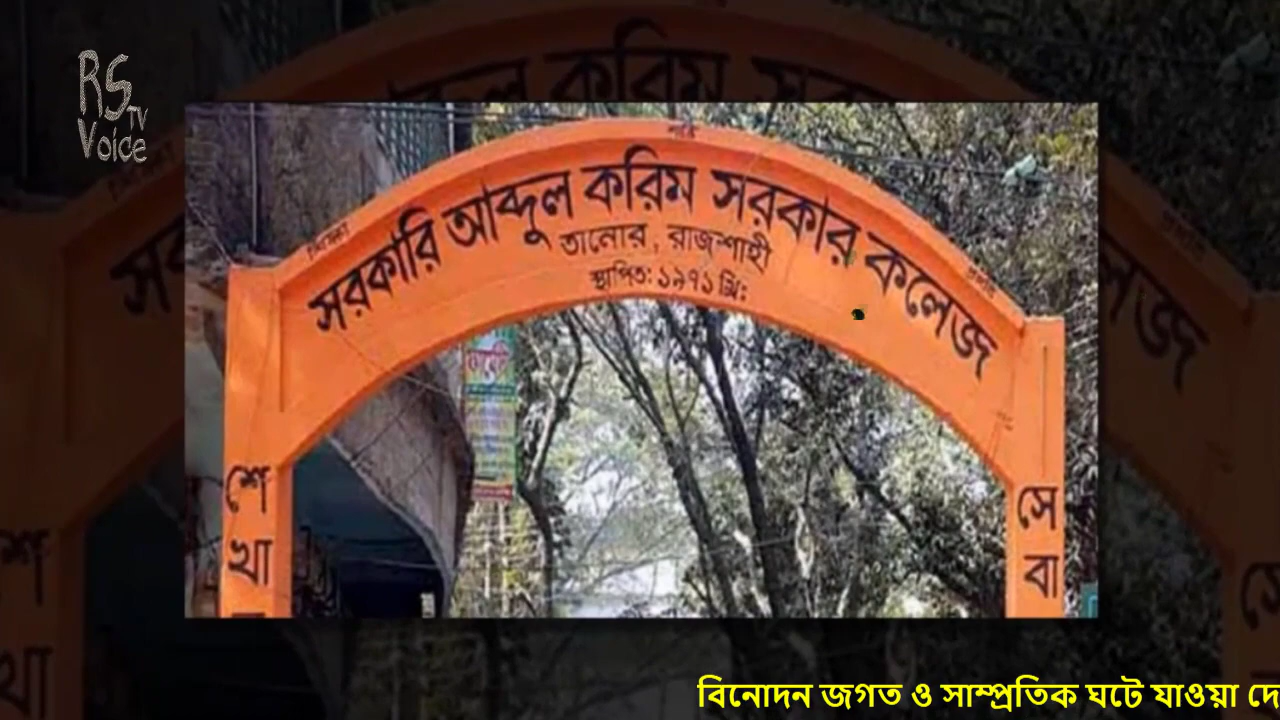 RS
TV
Voice
সরকারি আব্দুল করিম সরকার কলেজ
তানোর, রাজশাহী
স্থাপিত: ১৯৭১ খ্রি:
শে
খা
সে
বা
বিনোদন জগত ও সাম্প্রতিক ঘটে যাওয়া দে